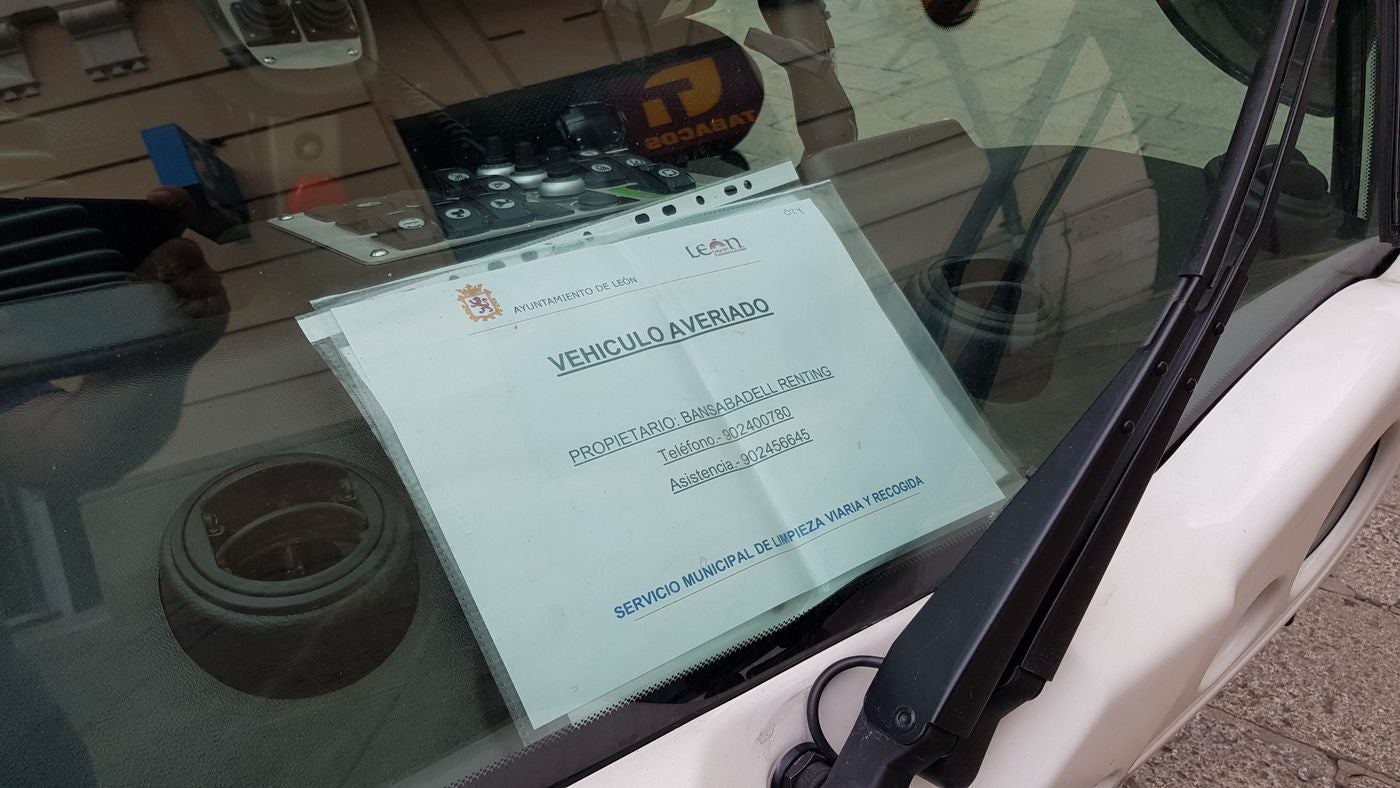 TABACOS
024
León
AYUNTAMIENTO DE LEÓN
VEHICULO AVERIADO
PROPIETARIO: BANSABADELL RENTING
Teléfono.- 902400780
Asistencia.- 902456645
SERVICIO MUNICIPAL DE LIMPIEZA VIARIA Y RECOGIDA